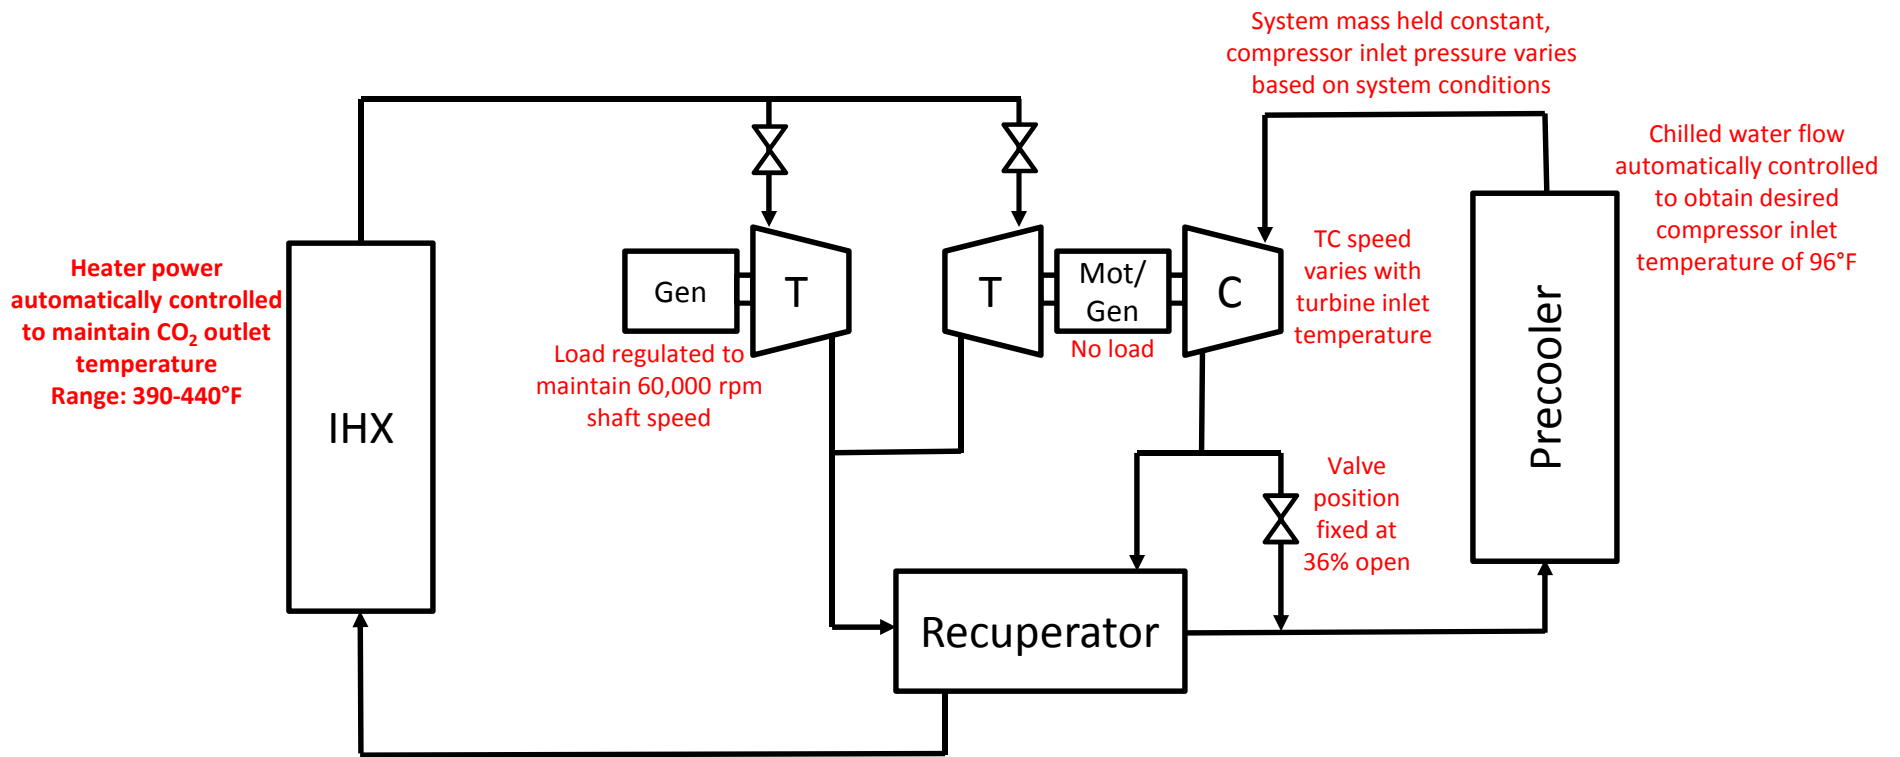 System mass held constant,
compressor inlet pressure varies
based on system conditions
Chilled water flow
automatically controlled
to obtain desired
compressor inlet
temperature of 96°F
Heater power
automatically controlled
to maintain CO₂ outlet
temperature
Range: 390-440°F
IHX
Gen
T
Load regulated to
maintain 60,000 rpm
shaft speed
T
Mot/
Gen
No load
C
TC speed
varies with
turbine inlet
temperature
Precooler
Valve
position
fixed at
36% open
Recuperator